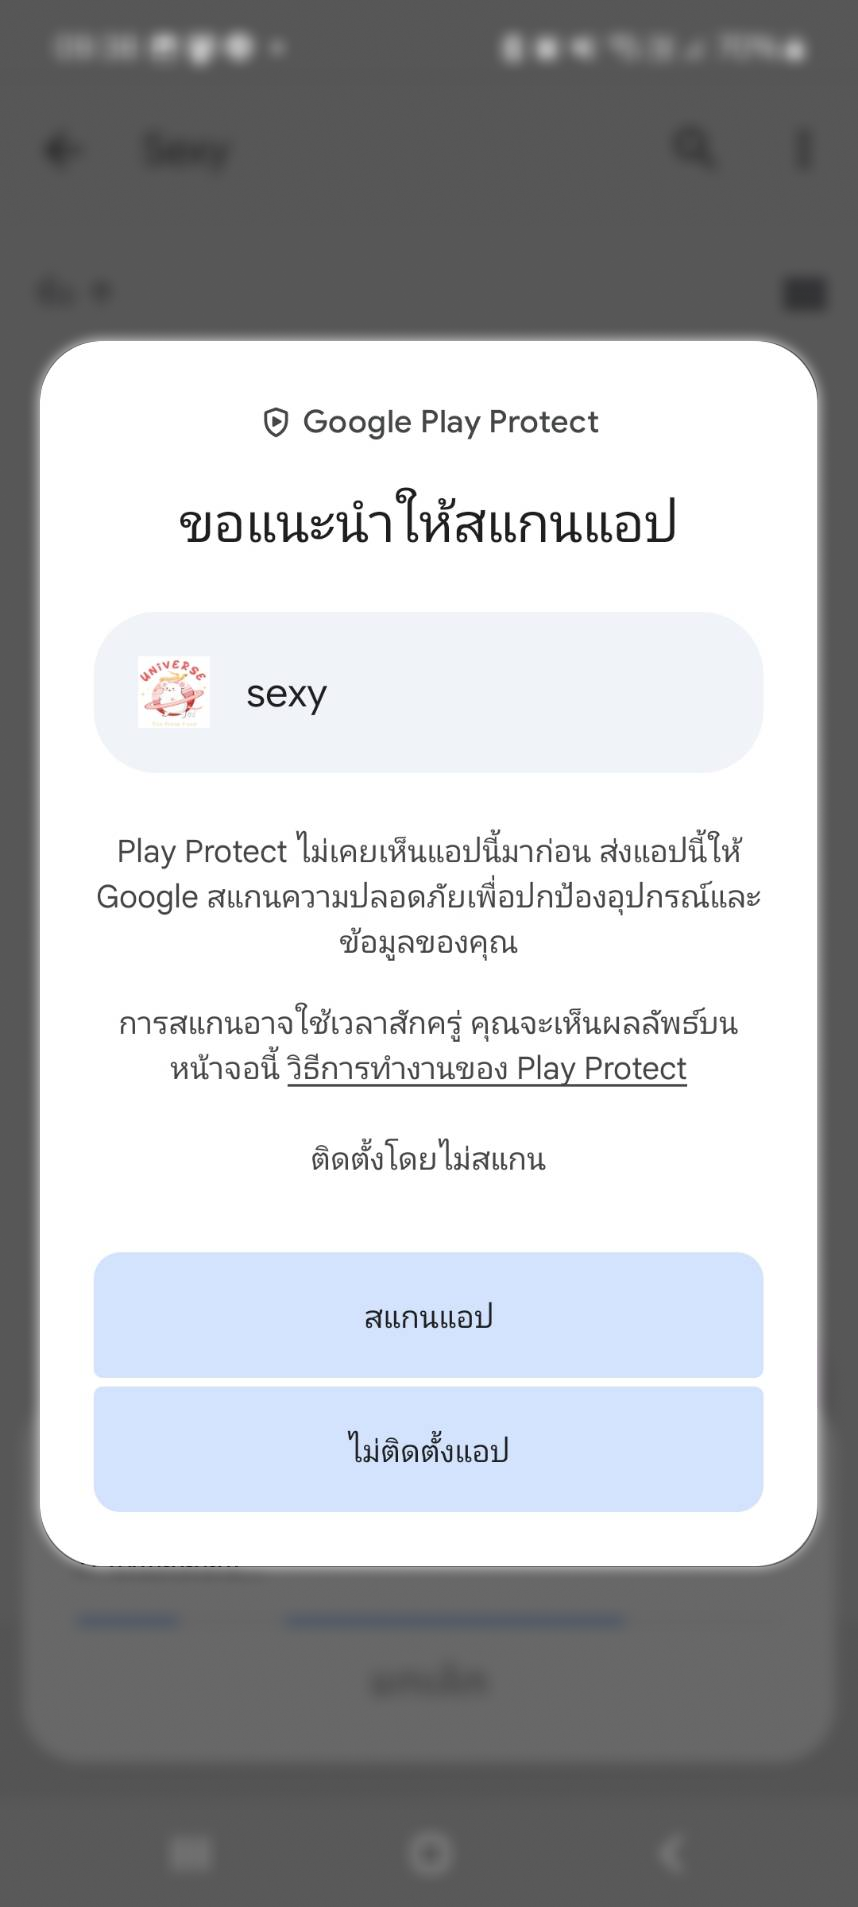 09:38
70%
Sexy
Google Play Protect
ขอแนะนำให้สแกนแอป
UNIVERSE
sexy
Play Protect ไม่เคยเห็นแอปนี้มาก่อน ส่งแอปนี้ให้
Google สแกนความปลอดภัยเพื่อปกป้องอุปกรณ์และ
ข้อมูลของคุณ
การสแกนอาจใช้เวลาสักครู่ คุณจะเห็นผลลัพธ์บน
หน้าจอนี้ วิธีการทำงานของ Play Protect
ติดตั้งโดยไม่สแกน
สแกนแอป
ไม่ติดตั้งแอป
ยกเลิก